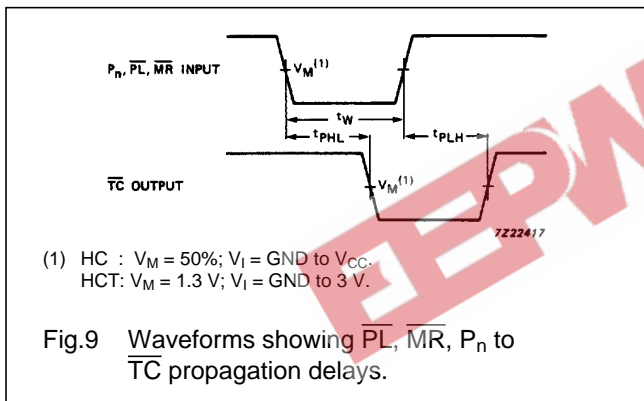 Pn, PL, MR INPUT
VM(1)
tW
tPHL
tPLH
TC OUTPUT
VM(1)
7Z22417
(1) HC : VM = 50%; VI = GND to VCC.
HCT: VM = 1.3 V; VI = GND to 3 V.
Fig.9 Waveforms showing PL, MR, Pn to
TC propagation delays.
EEPW